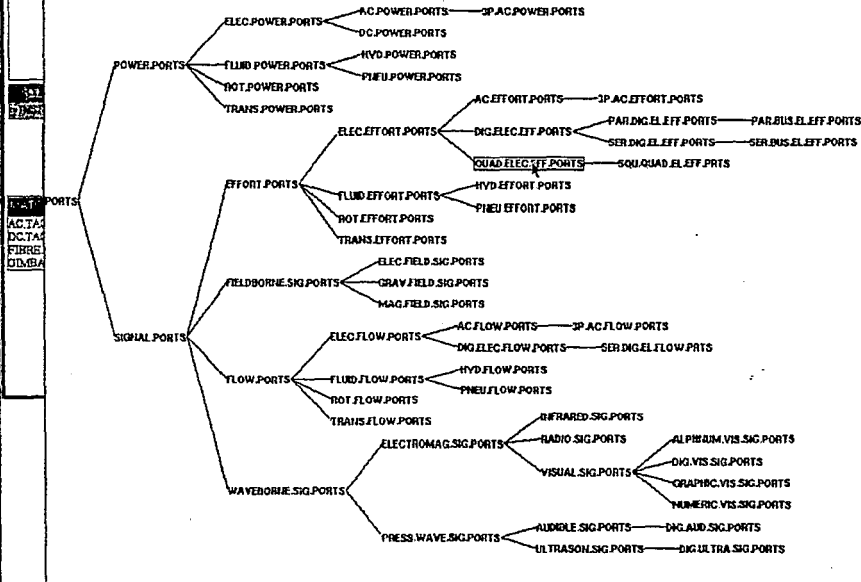 AC.POWER.PORTS 3P.AC.POWER.PORTS
ELEC.POWER.PORTS
DC.POWER.PORTS
HYD.POWER.PORTS
POWER.PORTS FLUID.POWER.PORTS
PNEU.POWER.PORTS
ROT.POWER.PORTS
TRANS.POWER.PORTS
AC.EFFORT.PORTS 3P.AC.EFFORT.PORTS
PAR.DIG.EL.EFF.PORTS PAR.BUS.EL.EFF.PORTS
ELEC.EFFORT.PORTS DIG.ELEC.EFF.PORTS
SER.DIG.EL.EFF.PORTS SER.BUS.EL.EFF.PORTS
QUAD.ELEC.EFF.PORTS SQU.QUAD.EL.EFF.PRTS
EFFORT.PORTS HYD.EFFORT.PORTS
FLUID.EFFORT.PORTS
PORTS PNEU.EFFORT.PORTS
ROT.EFFORT.PORTS
AC.TA
DC.TA
TRANS.EFFORT.PORTS
FIBRE
GIMBA
ELEC.FIELD.SIG.PORTS
FIELDBORNE.SIG.PORTS GRAV.FIELD.SIG.PORTS
MAG.FIELD.SIG.PORTS
AC.FLOW.PORTS 3P.AC.FLOW.PORTS
SIGNAL.PORTS ELEC.FLOW.PORTS
DIG.ELEC.FLOW.PORTS SER.DIG.EL.FLOW.PRTS
HYD.FLOW.PORTS
FLOW.PORTS FLUID.FLOW.PORTS
PNEU.FLOW.PORTS
ROT.FLOW.PORTS
TRANS.FLOW.PORTS
INFRARED.SIG.PORTS
ELECTROMAG.SIG.PORTS RADIO.SIG.PORTS ALPHNUM.VIS.SIG.PORTS
DIG.VIS.SIG.PORTS
VISUAL.SIG.PORTS
GRAPHIC.VIS.SIG.PORTS
WAVEBORNE.SIG.PORTS
NUMERIC.VIS.SIG.PORTS
AUDIBLE.SIG.PORTS DIG.AUD.SIG.PORTS
PRESS.WAVE.SIG.PORTS
ULTRASON.SIG.PORTS DIG.ULTRA.SIG.PORTS